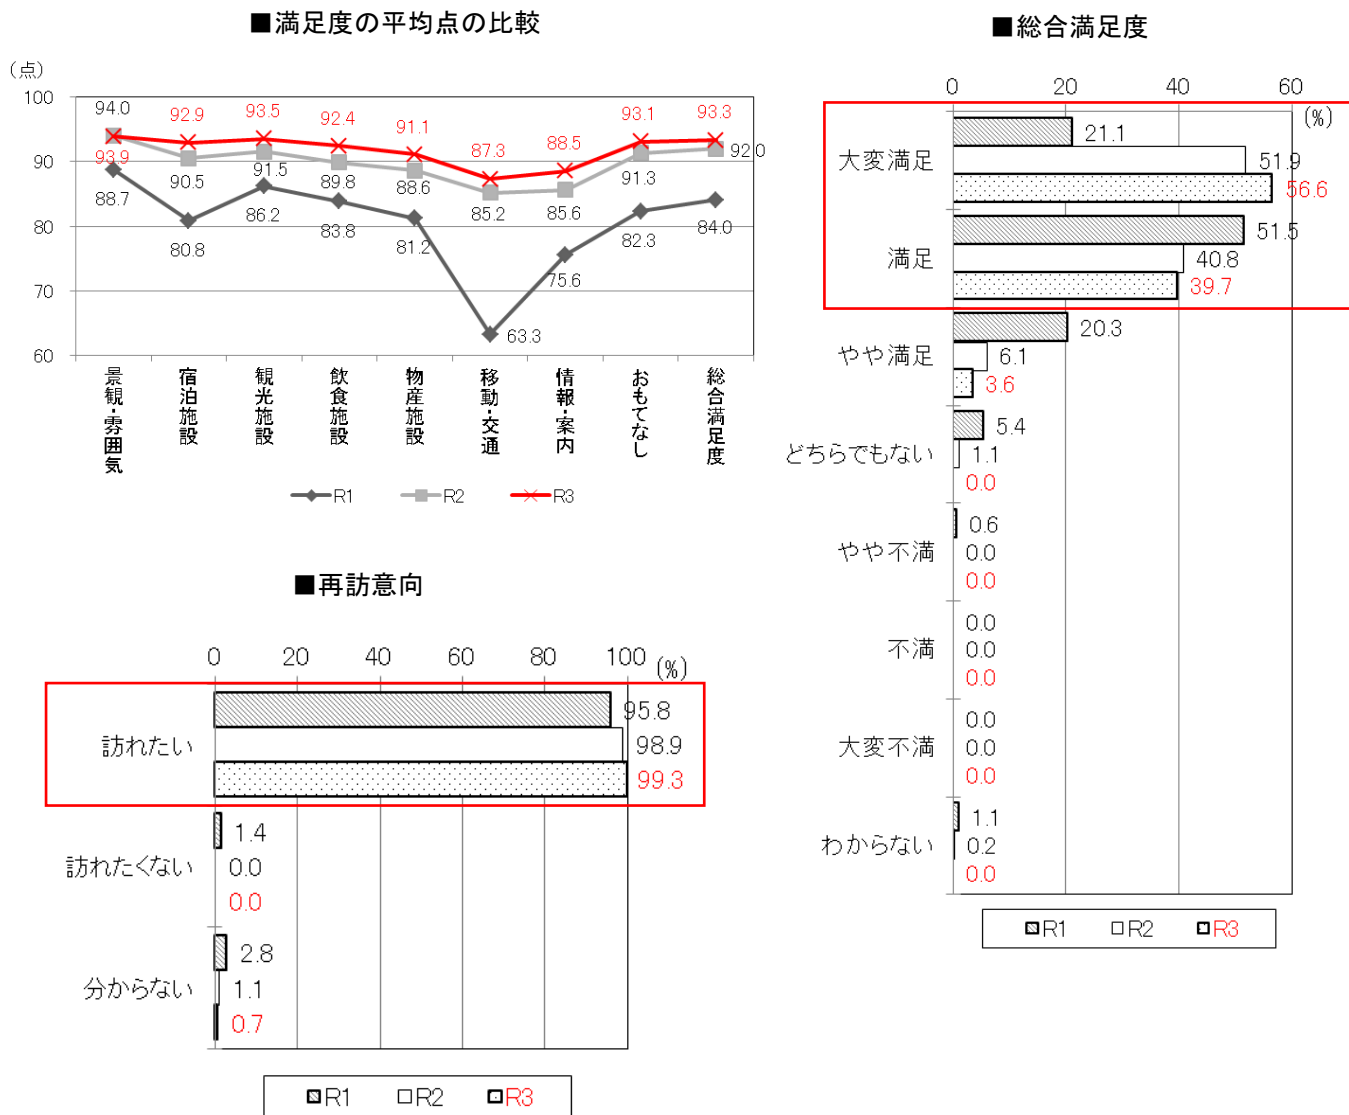 ■満足度の平均点の比較
(点)
100
90
80
70
60
94.0
92.9
93.5
92.4
91.1
87.3
88.5
93.1
93.3
93.9
90.5
91.5
89.8
88.6
85.2
85.6
91.3
92.0
88.7
80.8
86.2
83.8
81.2
63.3
75.6
82.3
84.0
景観・雰囲気
宿泊施設
観光施設
飲食施設
物産施設
移動・交通
情報・案内
おもてなし
総合満足度
R1 R2 R3
■再訪意向
0 20 40 60 80 100 (%)
訪れたい
95.8
98.9
99.3
訪れたくない
1.4
0.0
0.0
分からない
2.8
1.1
0.7
R1 R2 R3
■総合満足度
0 20 40 60
(%)
大変満足
21.1
51.9
56.6
満足
51.5
40.8
39.7
やや満足
20.3
6.1
3.6
どちらでもない
5.4
1.1
0.0
やや不満
0.6
0.0
0.0
不満
0.0
0.0
0.0
大変不満
0.0
0.0
0.0
わからない
1.1
0.2
0.0
R1 R2 R3